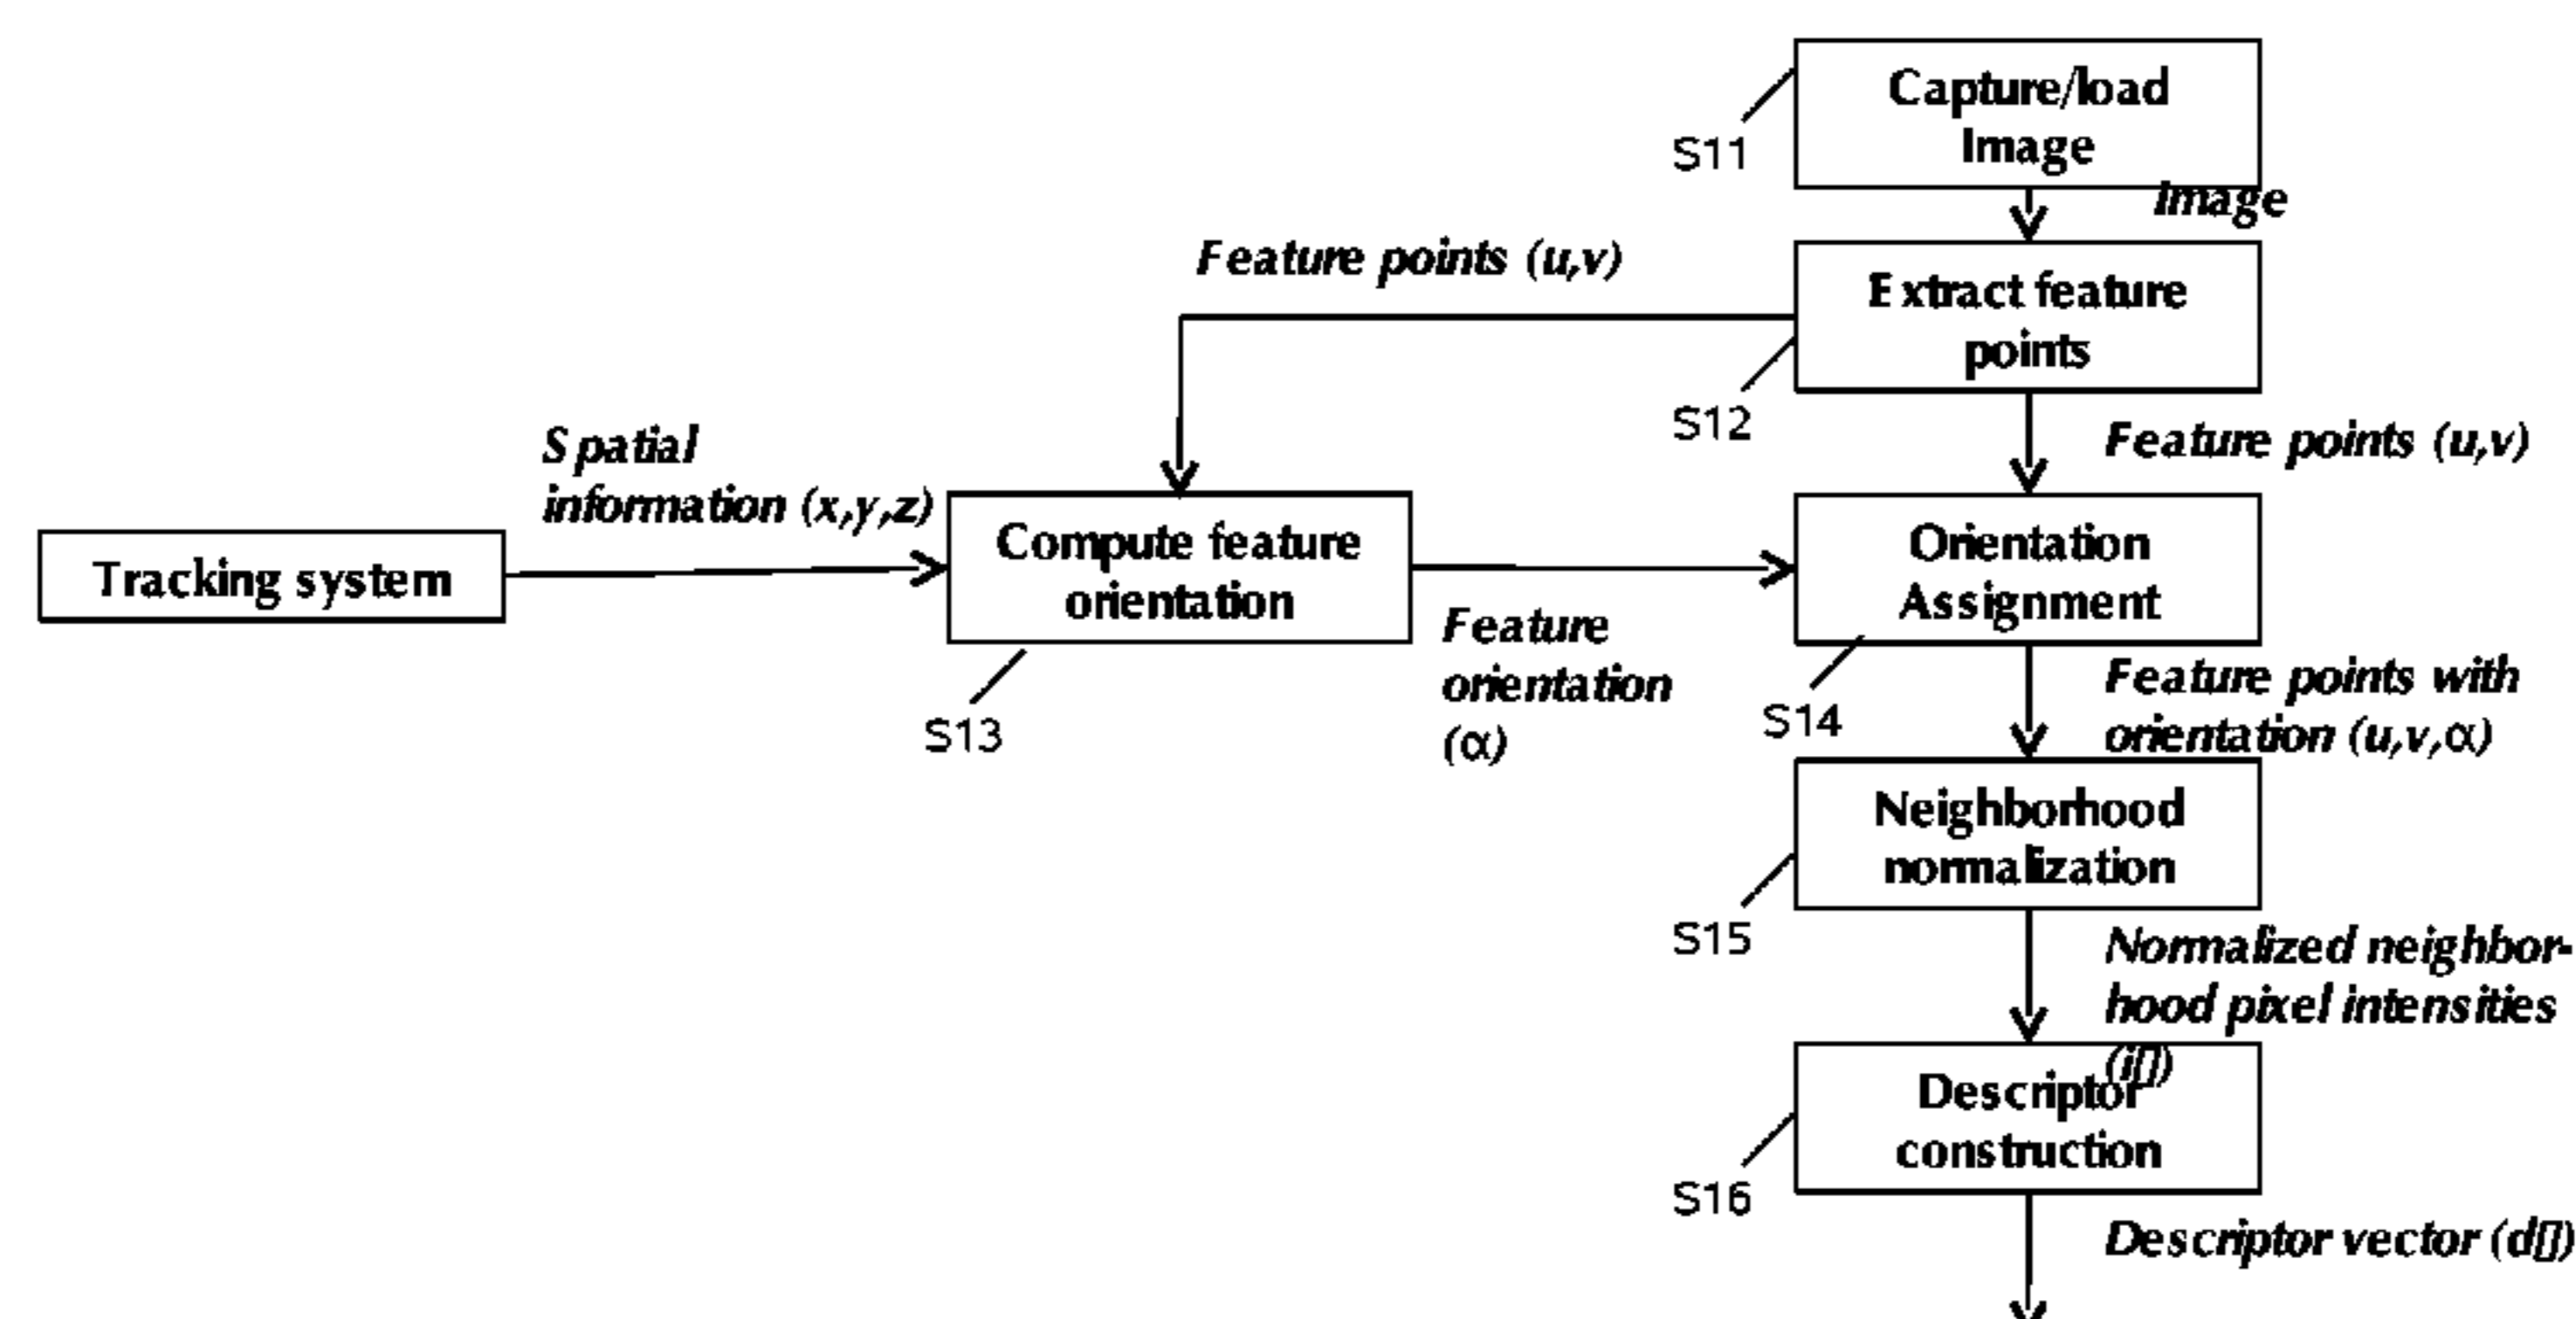 Capture/load
Image
S11
Image
Feature points (u,v)
Extract feature
points
S12
Feature points (u,v)
Spatial
information (x,y,z)
Tracking system
Compute feature
orientation
S13
Feature
orientation
(α)
Orientation
Assignment
S14
Feature points with
orientation (u,v,α)
Neighborhood
normalization
S15
Normalized neighbor-
hood pixel intensities
(i[])
Descriptor
construction
S16
Descriptor vector (d[])